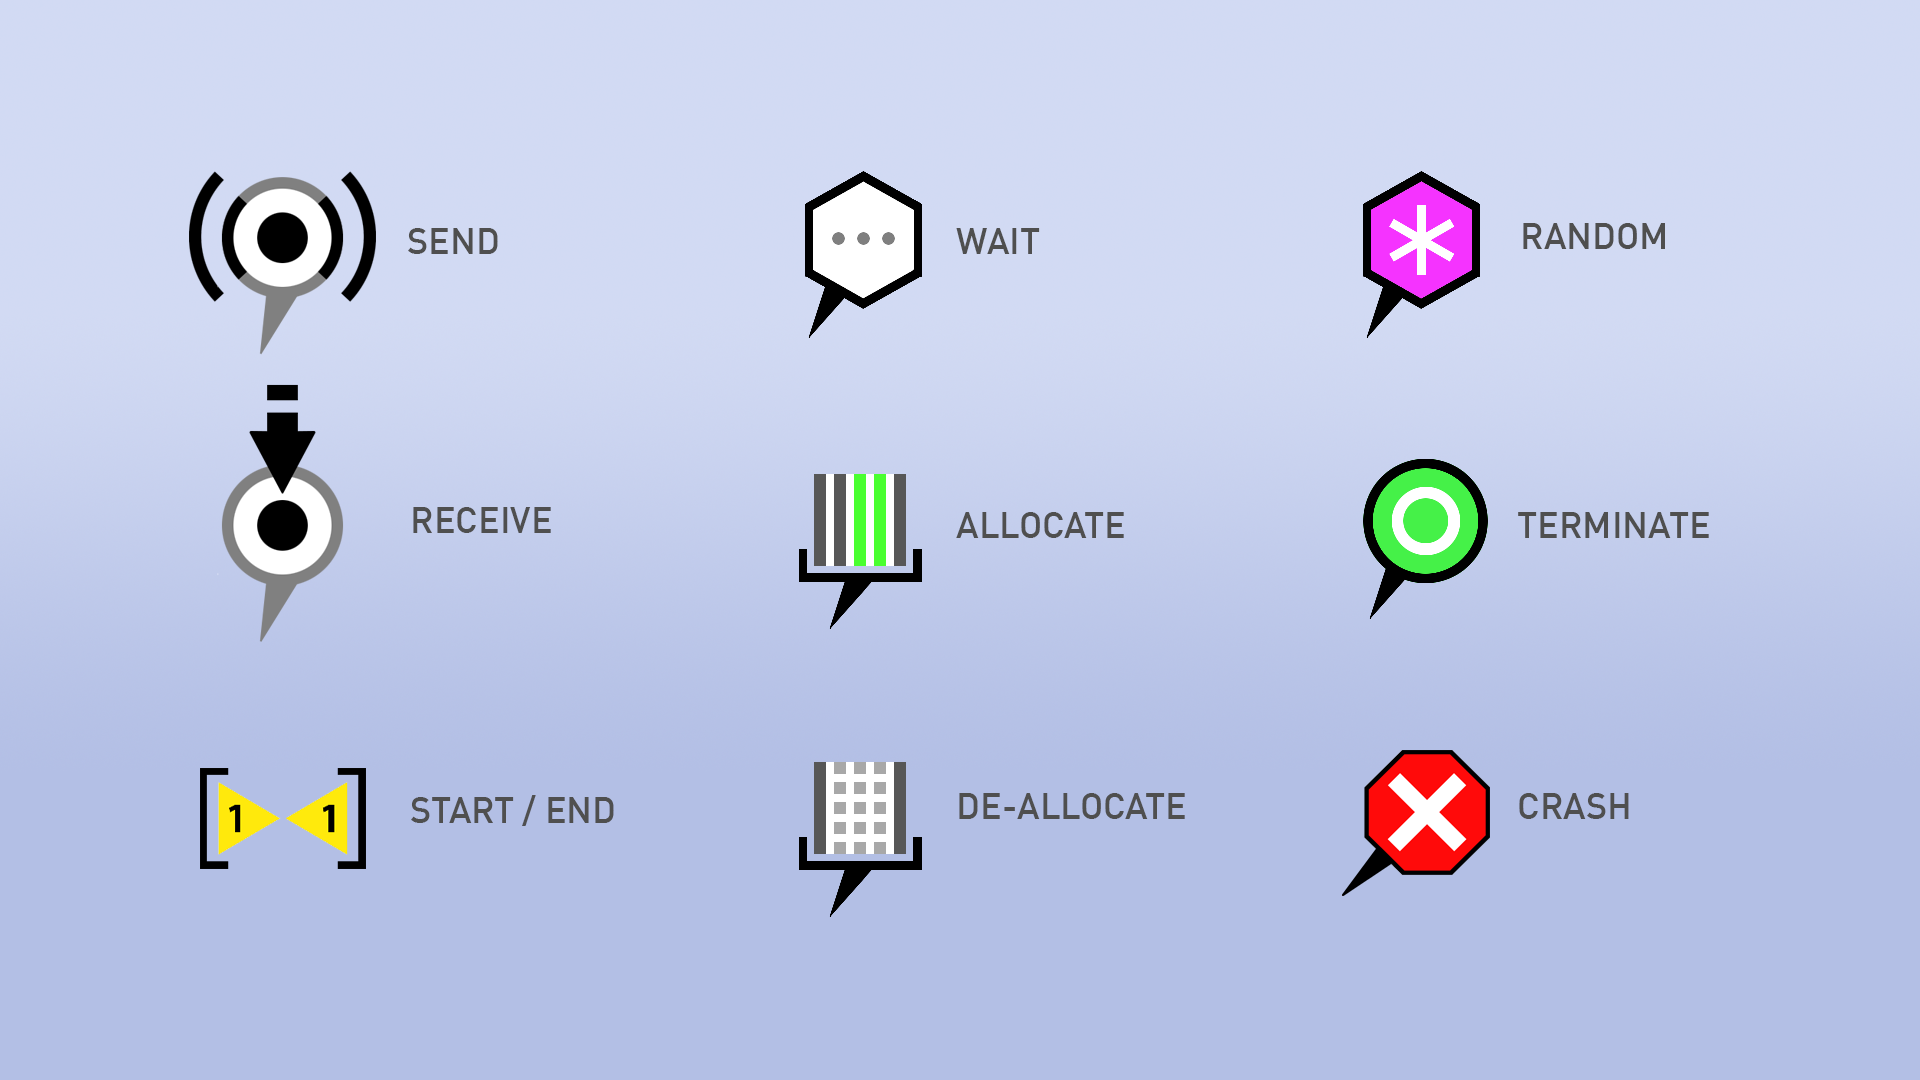 SEND
WAIT
RANDOM
RECEIVE
ALLOCATE
TERMINATE
1 1
START / END
DE-ALLOCATE
CRASH